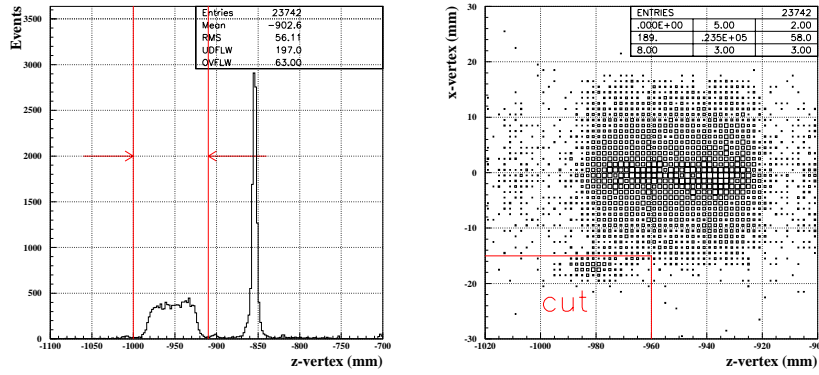 Events
Entries 23742
Mean -902.6
RMS 56.11
UDFLW 197.0
OVFLW 63.00
3500
3000
2500
2000
1500
1000
500
0
-1100 -1050 -1000 -950 -900 -850 -800 -750 -700
z-vertex (mm)
x-vertex (mm)
ENTRIES 23742
.000E+00 5.00 2.00
189. .235E+05 58.0
8.00 3.00 3.00
30
20
10
0
-10
-20
-30
cut
-1020 -1000 -980 -960 -940 -920 -90
z-vertex (mm)